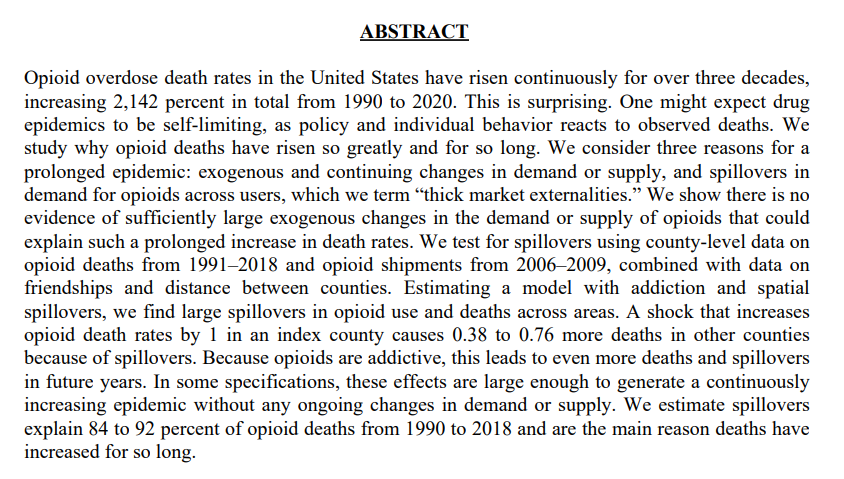 ABSTRACT
Opioid overdose death rates in the United States have risen continuously for over three decades,
increasing 2,142 percent in total from 1990 to 2020. This is surprising. One might expect drug
epidemics to be self-limiting, as policy and individual behavior reacts to observed deaths. We
study why opioid deaths have risen so greatly and for so long. We consider three reasons for a
prolonged epidemic: exogenous and continuing changes in demand or supply, and spillovers in
demand for opioids across users, which we term “thick market externalities.” We show there is no
evidence of sufficiently large exogenous changes in the demand or supply of opioids that could
explain such a prolonged increase in death rates. We test for spillovers using county-level data on
opioid deaths from 1991–2018 and opioid shipments from 2006–2009, combined with data on
friendships and distance between counties. Estimating a model with addiction and spatial
spillovers, we find large spillovers in opioid use and deaths across areas. A shock that increases
opioid death rates by 1 in an index county causes 0.38 to 0.76 more deaths in other counties
because of spillovers. Because opioids are addictive, this leads to even more deaths and spillovers
in future years. In some specifications, these effects are large enough to generate a continuously
increasing epidemic without any ongoing changes in demand or supply. We estimate spillovers
explain 84 to 92 percent of opioid deaths from 1990 to 2018 and are the main reason deaths have
increased for so long.